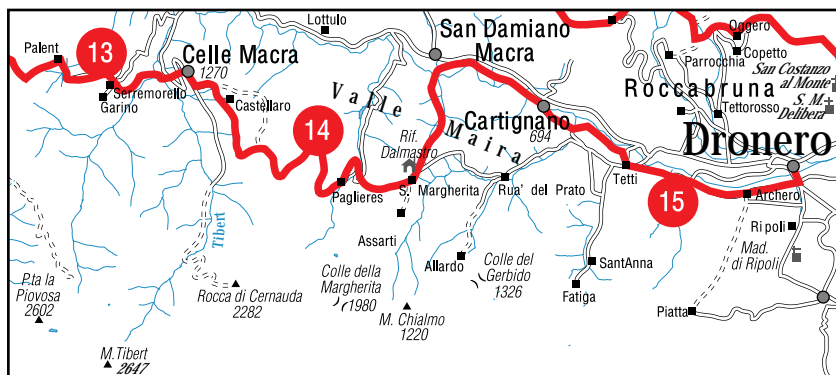 Lottulo
Palent
13
Celle Macra
1270
San Damiano
Macra
Oggero
Copetto
Parrocchia
San Costanzo
al Monte
Serremorello
Garino
Castellaro
Valle
Maira
Roccabruna
Tettorosso
S. M.
Delibera
14
Rif.
Dalmastro
Cartignano
694
Dronero
Paglieres
S. Margherita
Rua' del Prato
Tetti
15
Archero
Tibert
Assarti
Ripoli
Allardo
Colle del
Gerbido
1326
SantAnna
Mad.
di Ripoli
P.ta la
Piovosa
2602
Rocca di Cernauda
2282
Colle della
Margherita
1980
Fatiga
M. Chialmo
1220
Piatta
M.Tibert
2647